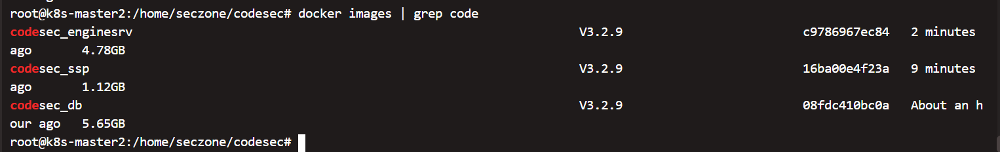 root@k8s-master2:/home/seczone/codesec# docker images | grep code
codesec_enginesrv V3.2.9 c9786967ec84 2 minutes
ago 4.78GB
codesec_ssp V3.2.9 16ba00e4f23a 9 minutes
ago 1.12GB
codesec_db V3.2.9 08fdc410bc0a About an h
our ago 5.65GB
root@k8s-master2:/home/seczone/codesec#